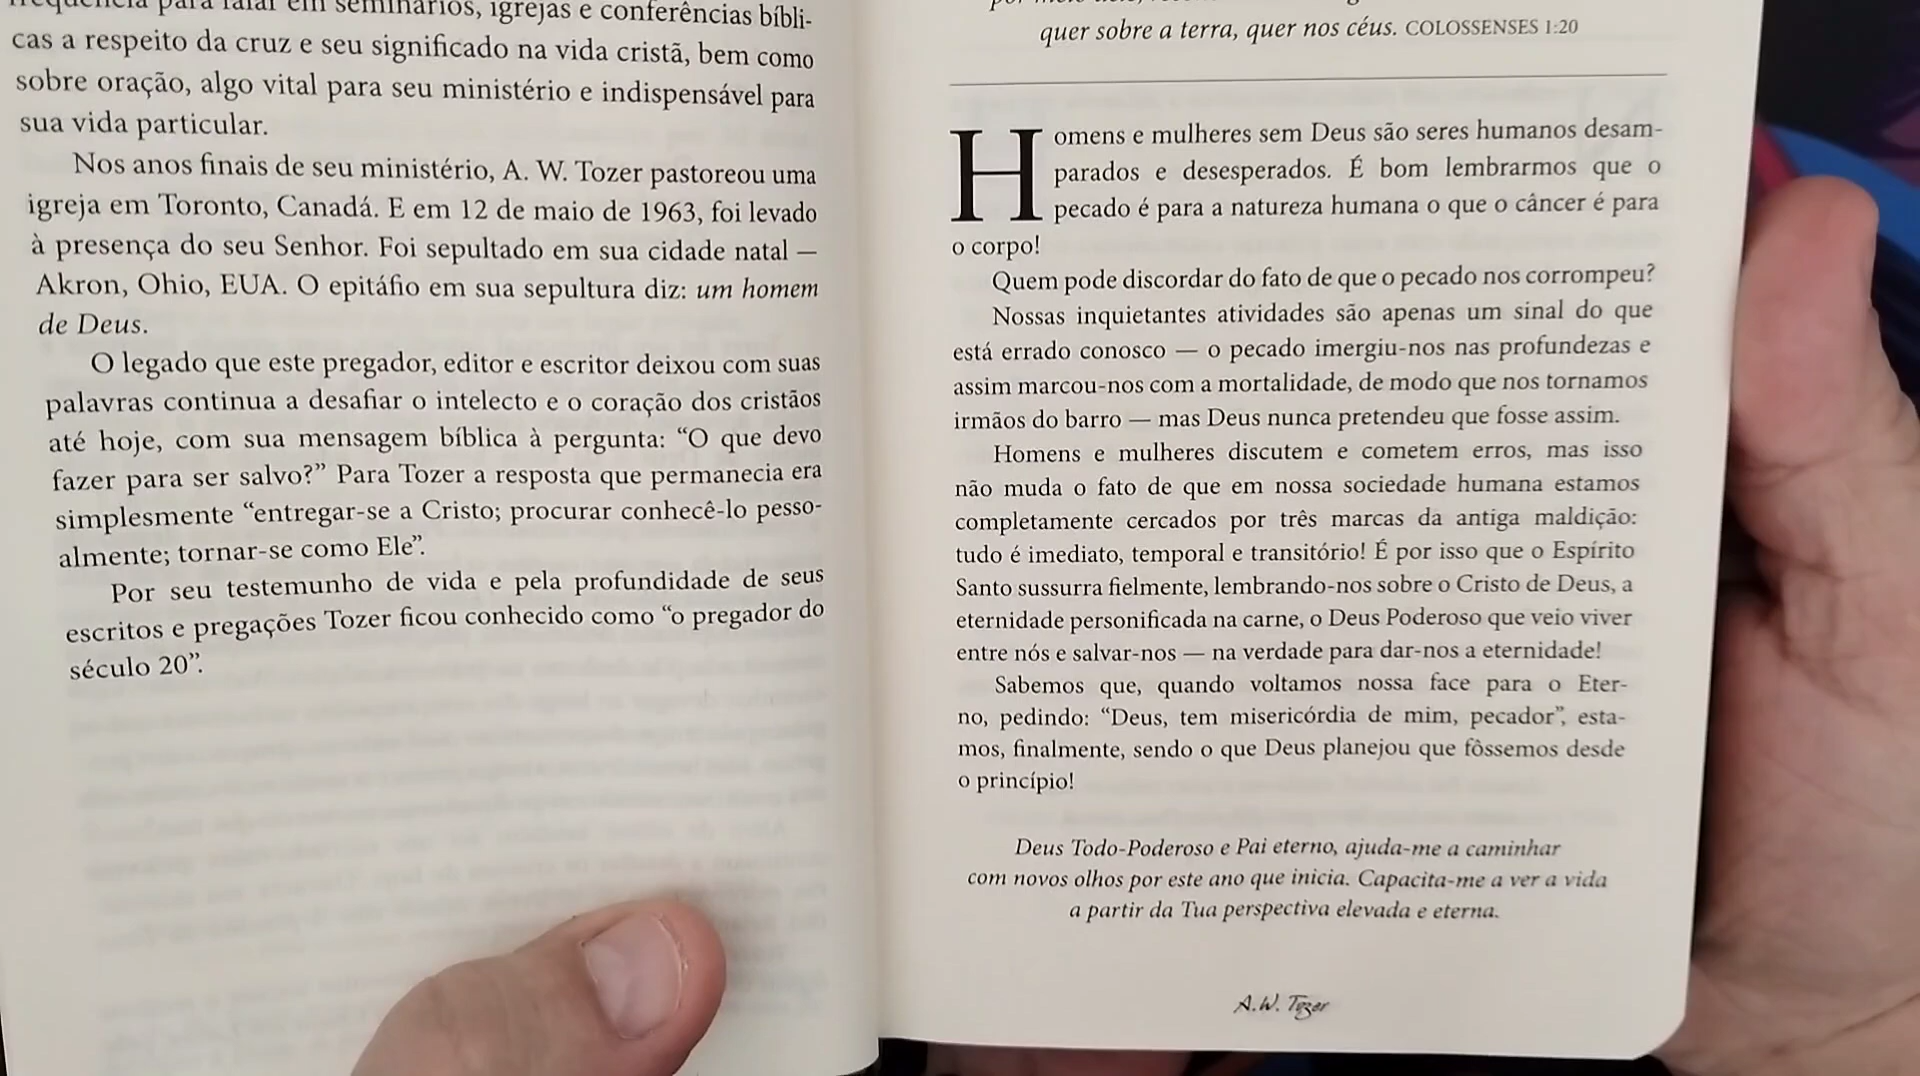 para falar em seminários, igrejas e conferências bíbli-
cas a respeito da cruz e seu significado na vida cristã, bem como
sobre oração, algo vital para seu ministério e indispensável para
sua vida particular.
Nos anos finais de seu ministério, A. W. Tozer pastoreou uma
igreja em Toronto, Canadá. E em 12 de maio de 1963, foi levado
à presença do seu Senhor. Foi sepultado em sua cidade natal —
Akron, Ohio, EUA. O epitáfio em sua sepultura diz: um homem
de Deus.
O legado que este pregador, editor e escritor deixou com suas
palavras continua a desafiar o intelecto e o coração dos cristãos
até hoje, com sua mensagem bíblica à pergunta: “O que devo
fazer para ser salvo?” Para Tozer a resposta que permanecia era
simplesmente “entregar-se a Cristo; procurar conhecê-lo pesso-
almente; tornar-se como Ele”.
Por seu testemunho de vida e pela profundidade de seus
escritos e pregações Tozer ficou conhecido como “o pregador do
século 20”.
quer sobre a terra, quer nos céus. COLOSSENSES 1:20
Homens e mulheres sem Deus são seres humanos desam-
parados e desesperados. É bom lembrarmos que o
pecado é para a natureza humana o que o câncer é para
o corpo!
Quem pode discordar do fato de que o pecado nos corrompeu?
Nossas inquietantes atividades são apenas um sinal do que
está errado conosco — o pecado imergiu-nos nas profundezas e
assim marcou-nos com a mortalidade, de modo que nos tornamos
irmãos do barro — mas Deus nunca pretendeu que fosse assim.
Homens e mulheres discutem e cometem erros, mas isso
não muda o fato de que em nossa sociedade humana estamos
completamente cercados por três marcas da antiga maldição:
tudo é imediato, temporal e transitório! É por isso que o Espírito
Santo sussurra fielmente, lembrando-nos sobre o Cristo de Deus, a
eternidade personificada na carne, o Deus Poderoso que veio viver
entre nós e salvar-nos — na verdade para dar-nos a eternidade!
Sabemos que, quando voltamos nossa face para o Eter-
no, pedindo: “Deus, tem misericórdia de mim, pecador”, esta-
mos, finalmente, sendo o que Deus planejou que fôssemos desde
o princípio!
Deus Todo-Poderoso e Pai eterno, ajuda-me a caminhar
com novos olhos por este ano que inicia. Capacita-me a ver a vida
a partir da Tua perspectiva elevada e eterna.
A.W. Tozer